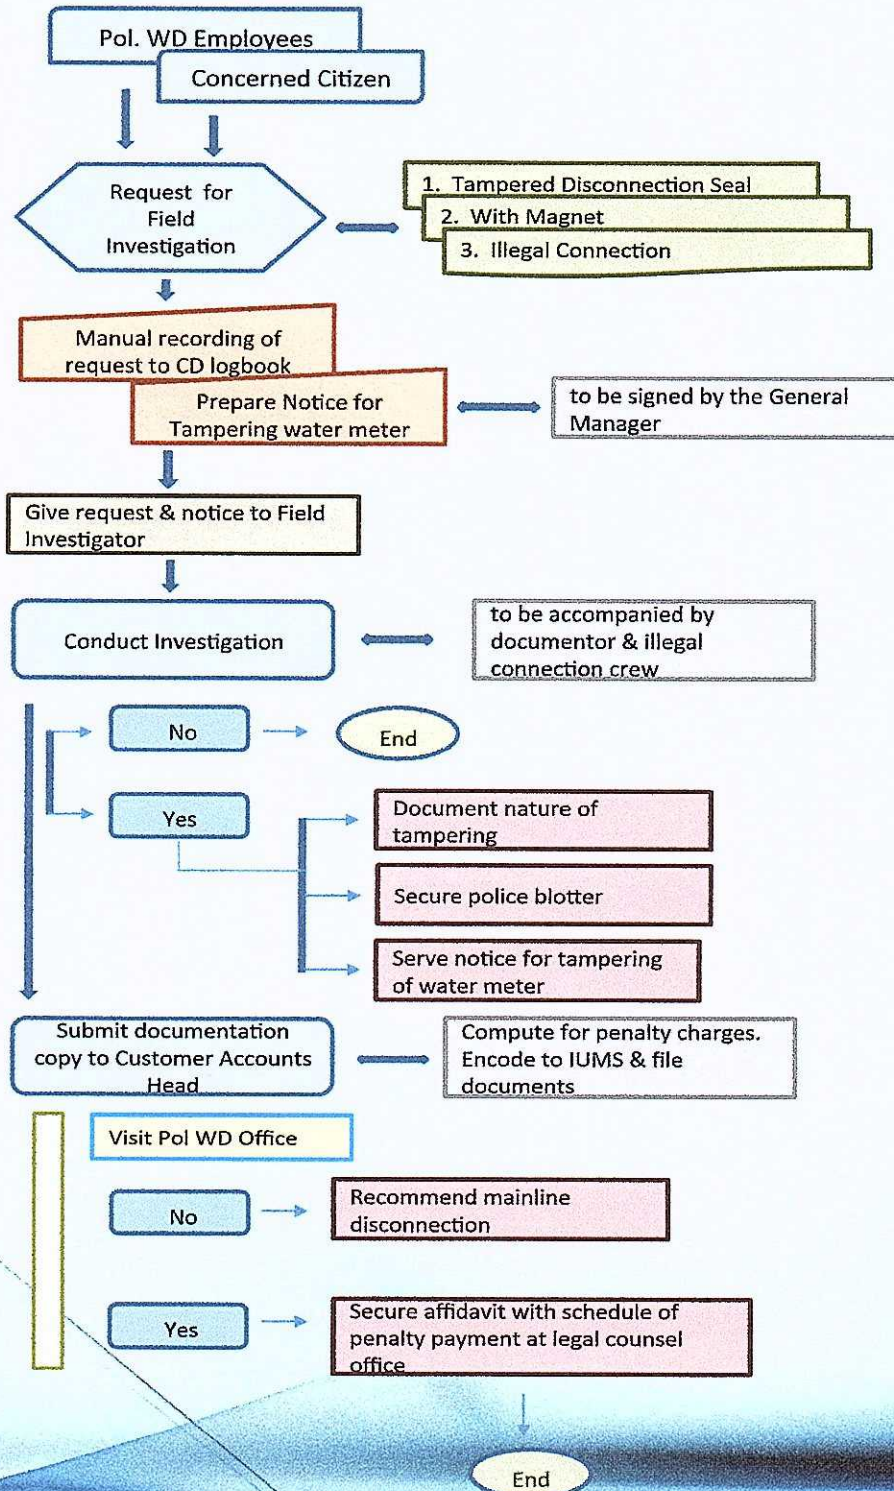 Pol. WD Employees
Concerned Citizen
Request for
Field
Investigation
1. Tampered Disconnection Seal
2. With Magnet
3. Illegal Connection
Manual recording of
request to CD logbook
Prepare Notice for
Tampering water meter
to be signed by the General
Manager
Give request & notice to Field
Investigator
Conduct Investigation
to be accompanied by
documentor & illegal
connection crew
No
End
Yes
Document nature of
tampering
Secure police blotter
Serve notice for tampering
of water meter
Submit documentation
copy to Customer Accounts
Head
Compute for penalty charges.
Encode to IUMS & file
documents
Visit Pol WD Office
No
Recommend mainline
disconnection
Yes
Secure affidavit with schedule of
penalty payment at legal counsel
office
End